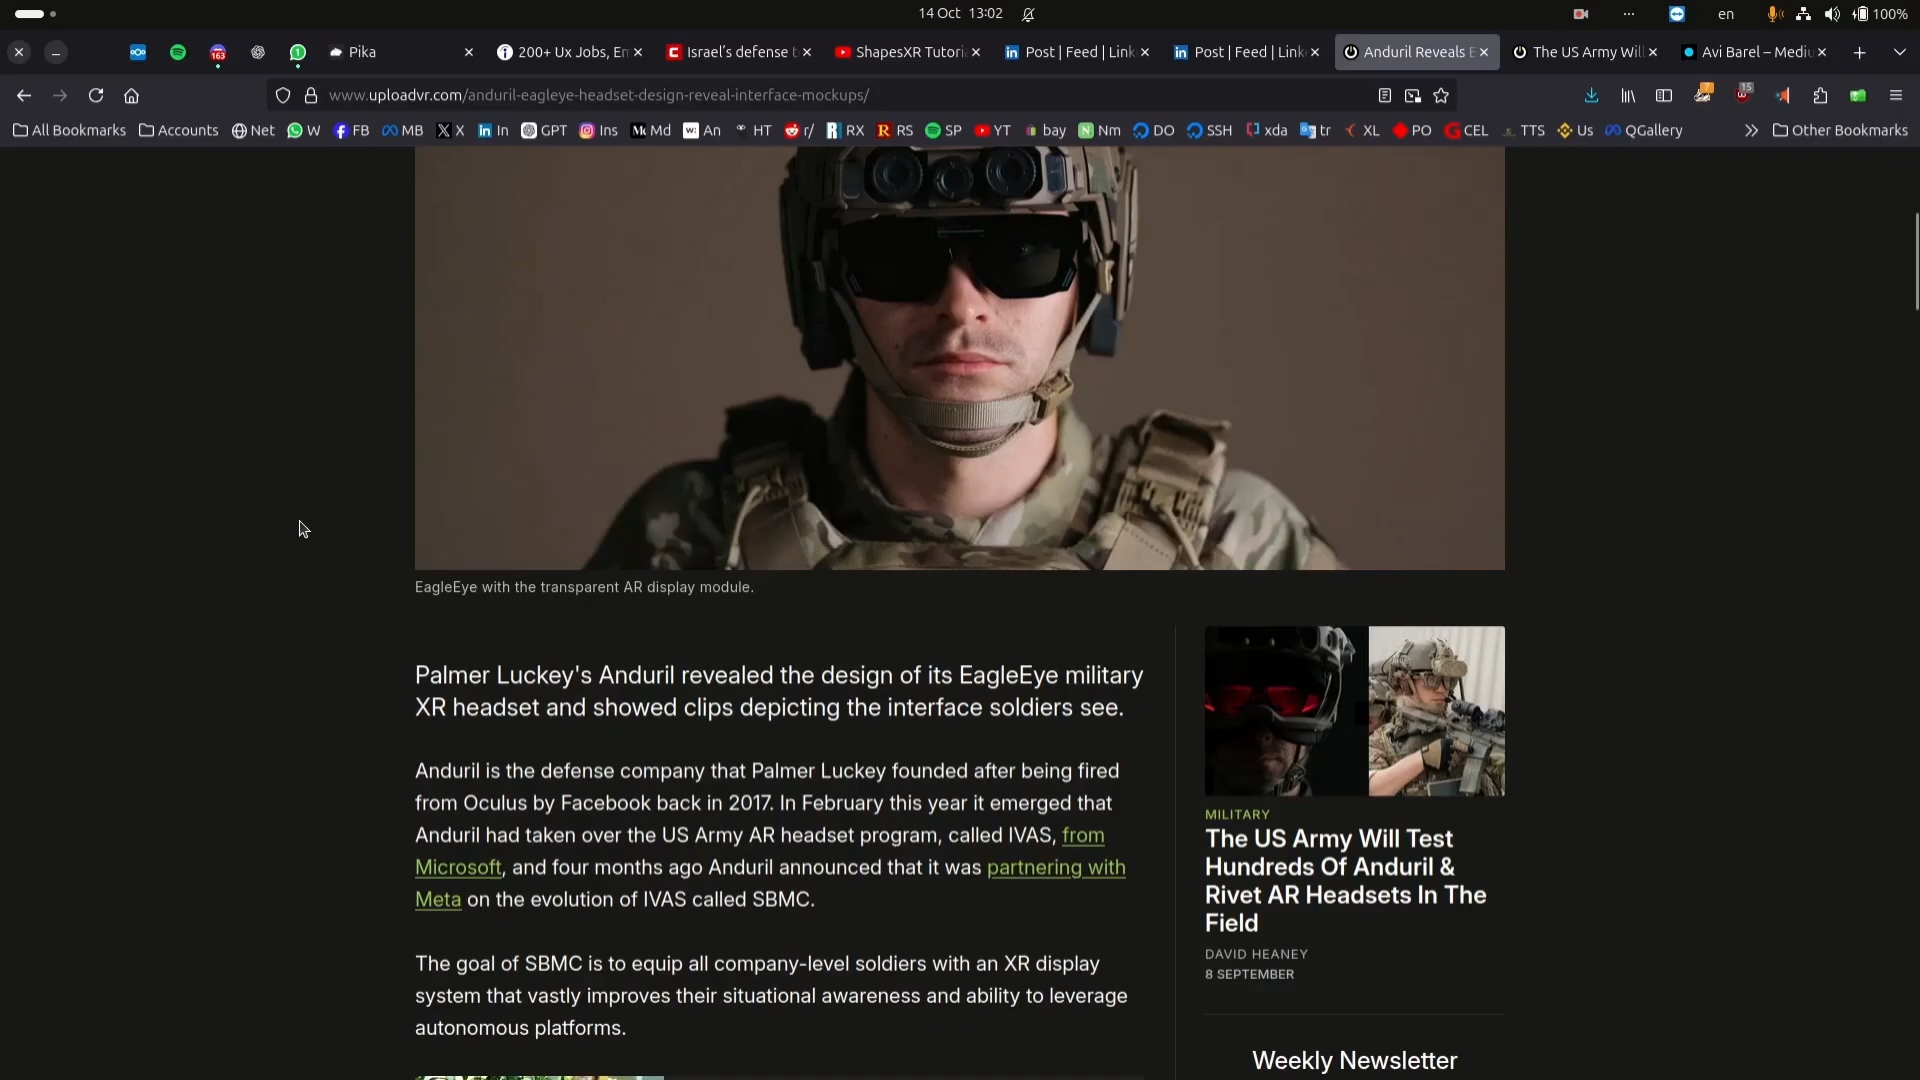 14 Oct 13:02
en
100%
163
1
Pika
200+ Ux Jobs, En
Israel's defense t
ShapesXR Tutoria
Post | Feed | Link
Post | Feed | Link
Anduril Reveals E
The US Army Will
Avi Barel – Mediu
www.uploadvr.com/anduril-eagleye-headset-design-reveal-interface-mockups/
7
15
All Bookmarks
Accounts
Net
W
FB
MB
X
In
GPT
Ins
Md
An
HT
r/
RX
RS
SP
YT
bay
Nm
DO
SSH
xda
tr
XL
PO
CEL
TTS
Us
QGallery
Other Bookmarks
EagleEye with the transparent AR display module.
Palmer Luckey's Anduril revealed the design of its EagleEye military
XR headset and showed clips depicting the interface soldiers see.
Anduril is the defense company that Palmer Luckey founded after being fired
from Oculus by Facebook back in 2017. In February this year it emerged that
Anduril had taken over the US Army AR headset program, called IVAS, from
Microsoft, and four months ago Anduril announced that it was partnering with
Meta on the evolution of IVAS called SBMC.
The goal of SBMC is to equip all company-level soldiers with an XR display
system that vastly improves their situational awareness and ability to leverage
autonomous platforms.
MILITARY
The US Army Will Test
Hundreds Of Anduril &
Rivet AR Headsets In The
Field
DAVID HEANEY
8 SEPTEMBER
Weekly Newsletter